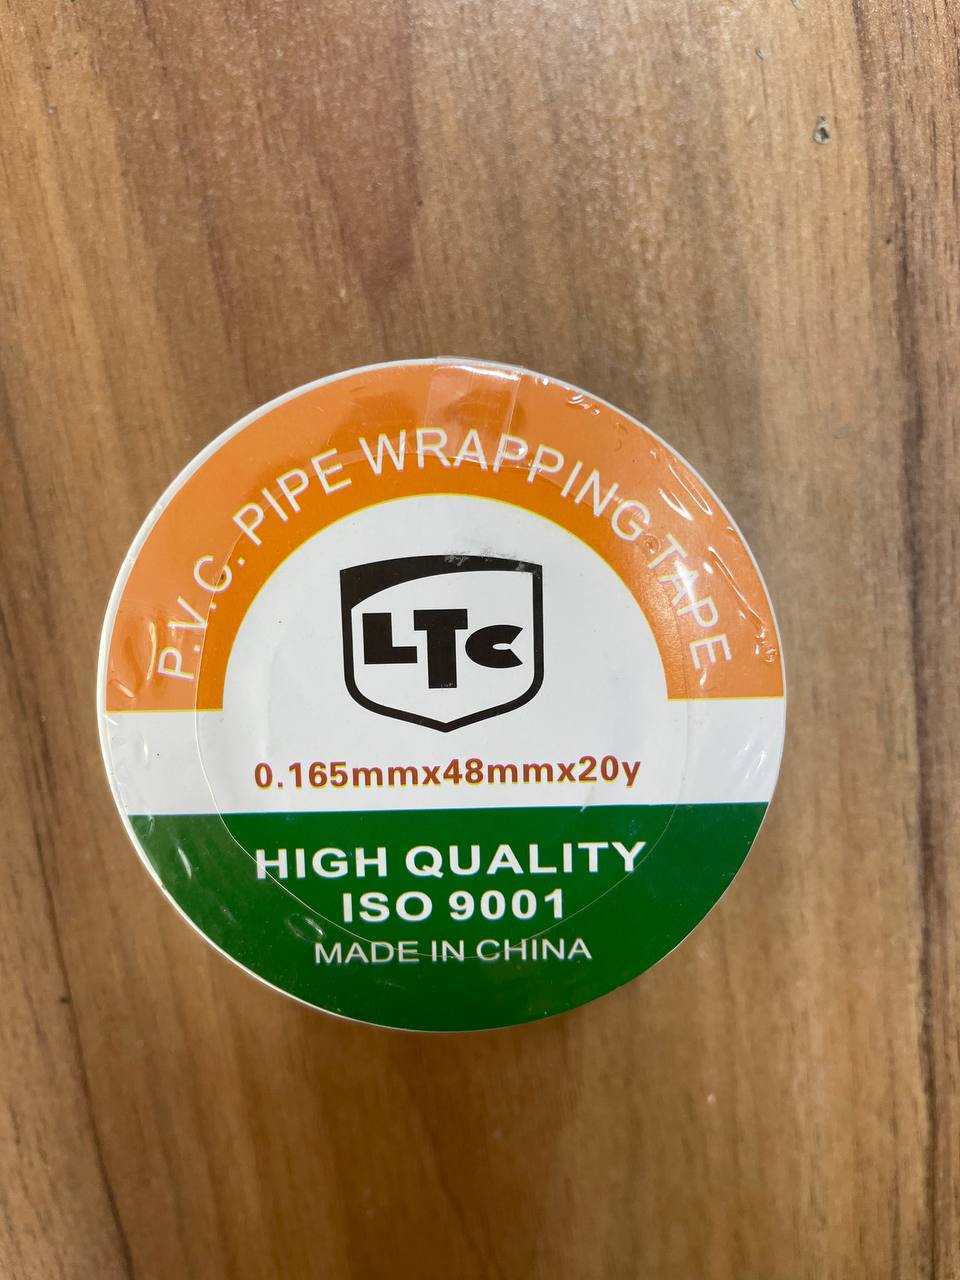 P.V.C. PIPE WRAPPING TAPE
LTC
0.165mmx48mmx20y
HIGH QUALITY
ISO 9001
MADE IN CHINA